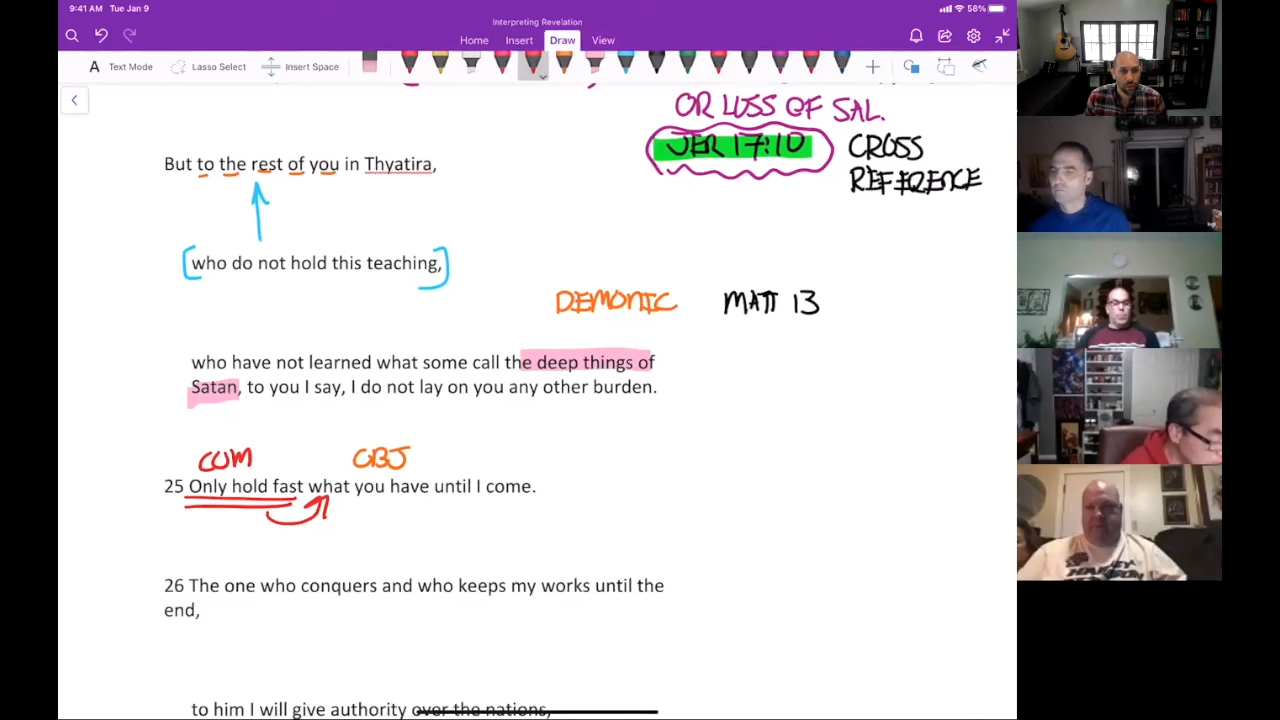 9:41 AM Tue Jan 9
58%
Interpreting Revelation
Home Insert Draw View
Text Mode Lasso Select Insert Space
OR LOSS OF SAL.
JER 17:10 CROSS
REFERENCE
But to the rest of you in Thyatira,
who do not hold this teaching,
DEMONIC MATT 13
who have not learned what some call the deep things of
Satan, to you I say, I do not lay on you any other burden.
COM OBJ
25 Only hold fast what you have until I come.
26 The one who conquers and who keeps my works until the
end,
to him I will give authority over the nations,